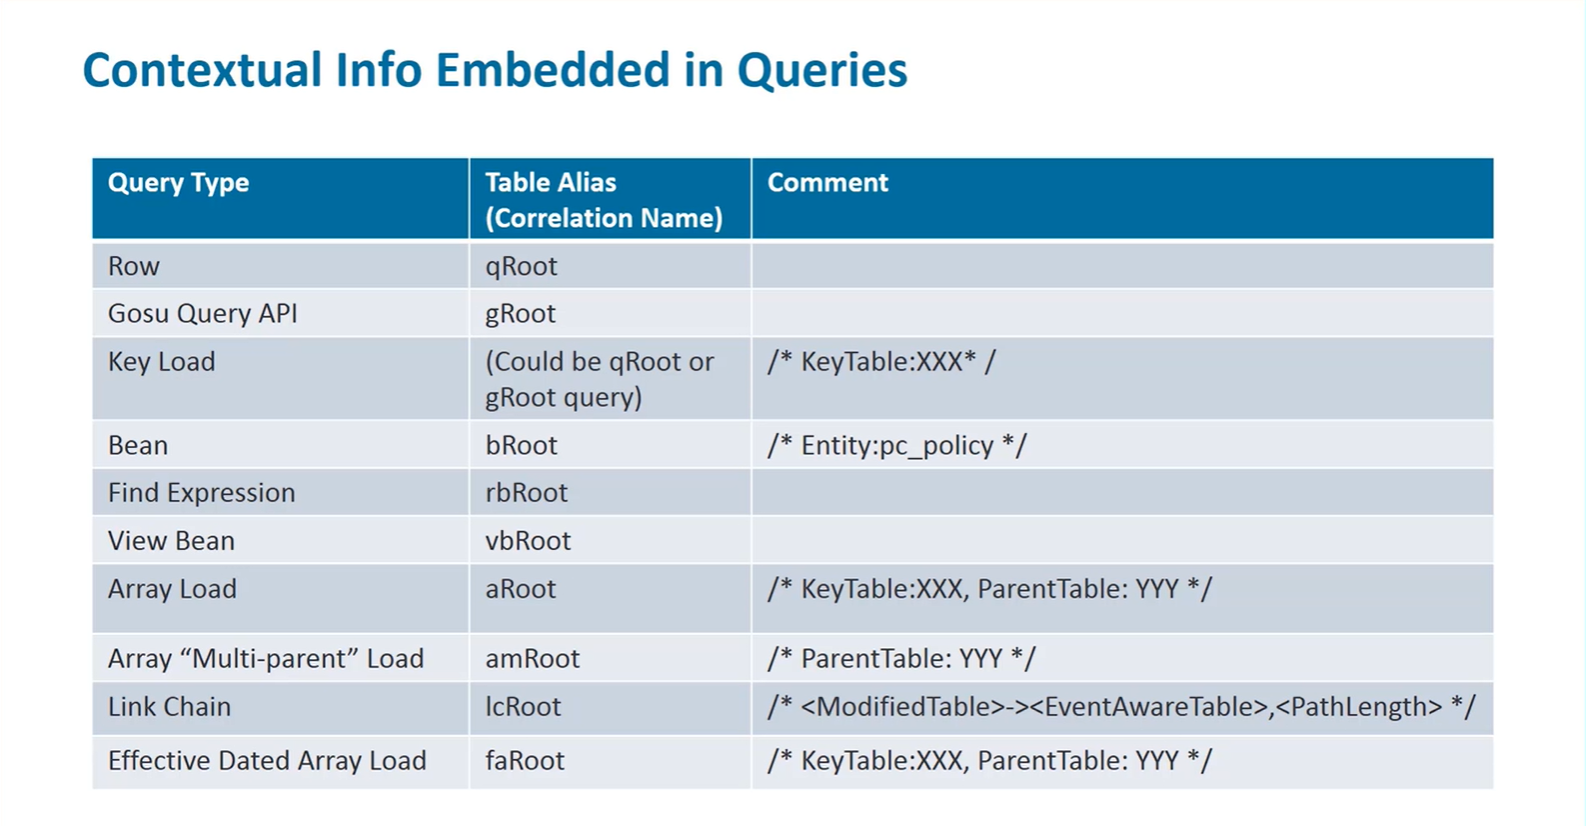 Contextual Info Embedded in Queries
Query Type
Table Alias
(Correlation Name)
Comment
Row
qRoot
Gosu Query API
gRoot
Key Load
(Could be qRoot or
gRoot query)
/* KeyTable:XXX* /
Bean
bRoot
/* Entity:pc_policy */
Find Expression
rbRoot
View Bean
vbRoot
Array Load
aRoot
/* KeyTable:XXX, ParentTable: YYY */
Array “Multi-parent” Load
amRoot
/* ParentTable: YYY */
Link Chain
lcRoot
/* <ModifiedTable>-><EventAwareTable>,<PathLength> */
Effective Dated Array Load
faRoot
/* KeyTable:XXX, ParentTable: YYY */